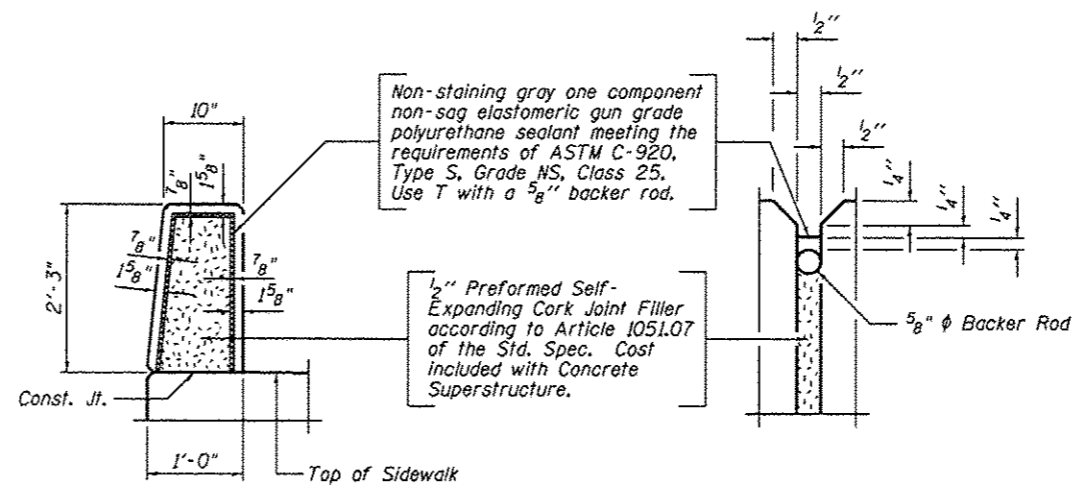 1/2"
1/2"
1/2"
Non-staining gray one component
non-sag elastomeric gun grade
polyurethane sealant meeting the
requirements of ASTM C-920,
Type S, Grade NS, Class 25.
Use T with a 5/8" backer rod.
10"
7/8"
1 5/8"
1/4"
1/4"
1/4"
7/8"
1 5/8"
7/8"
1 5/8"
2'-3"
1/2" Preformed Self-
Expanding Cork Joint Filler
according to Article 1051.07
of the Std. Spec. Cost
included with Concrete
Superstructure.
5/8" ϕ Backer Rod
Const. Jt.
1'-0"
Top of Sidewalk